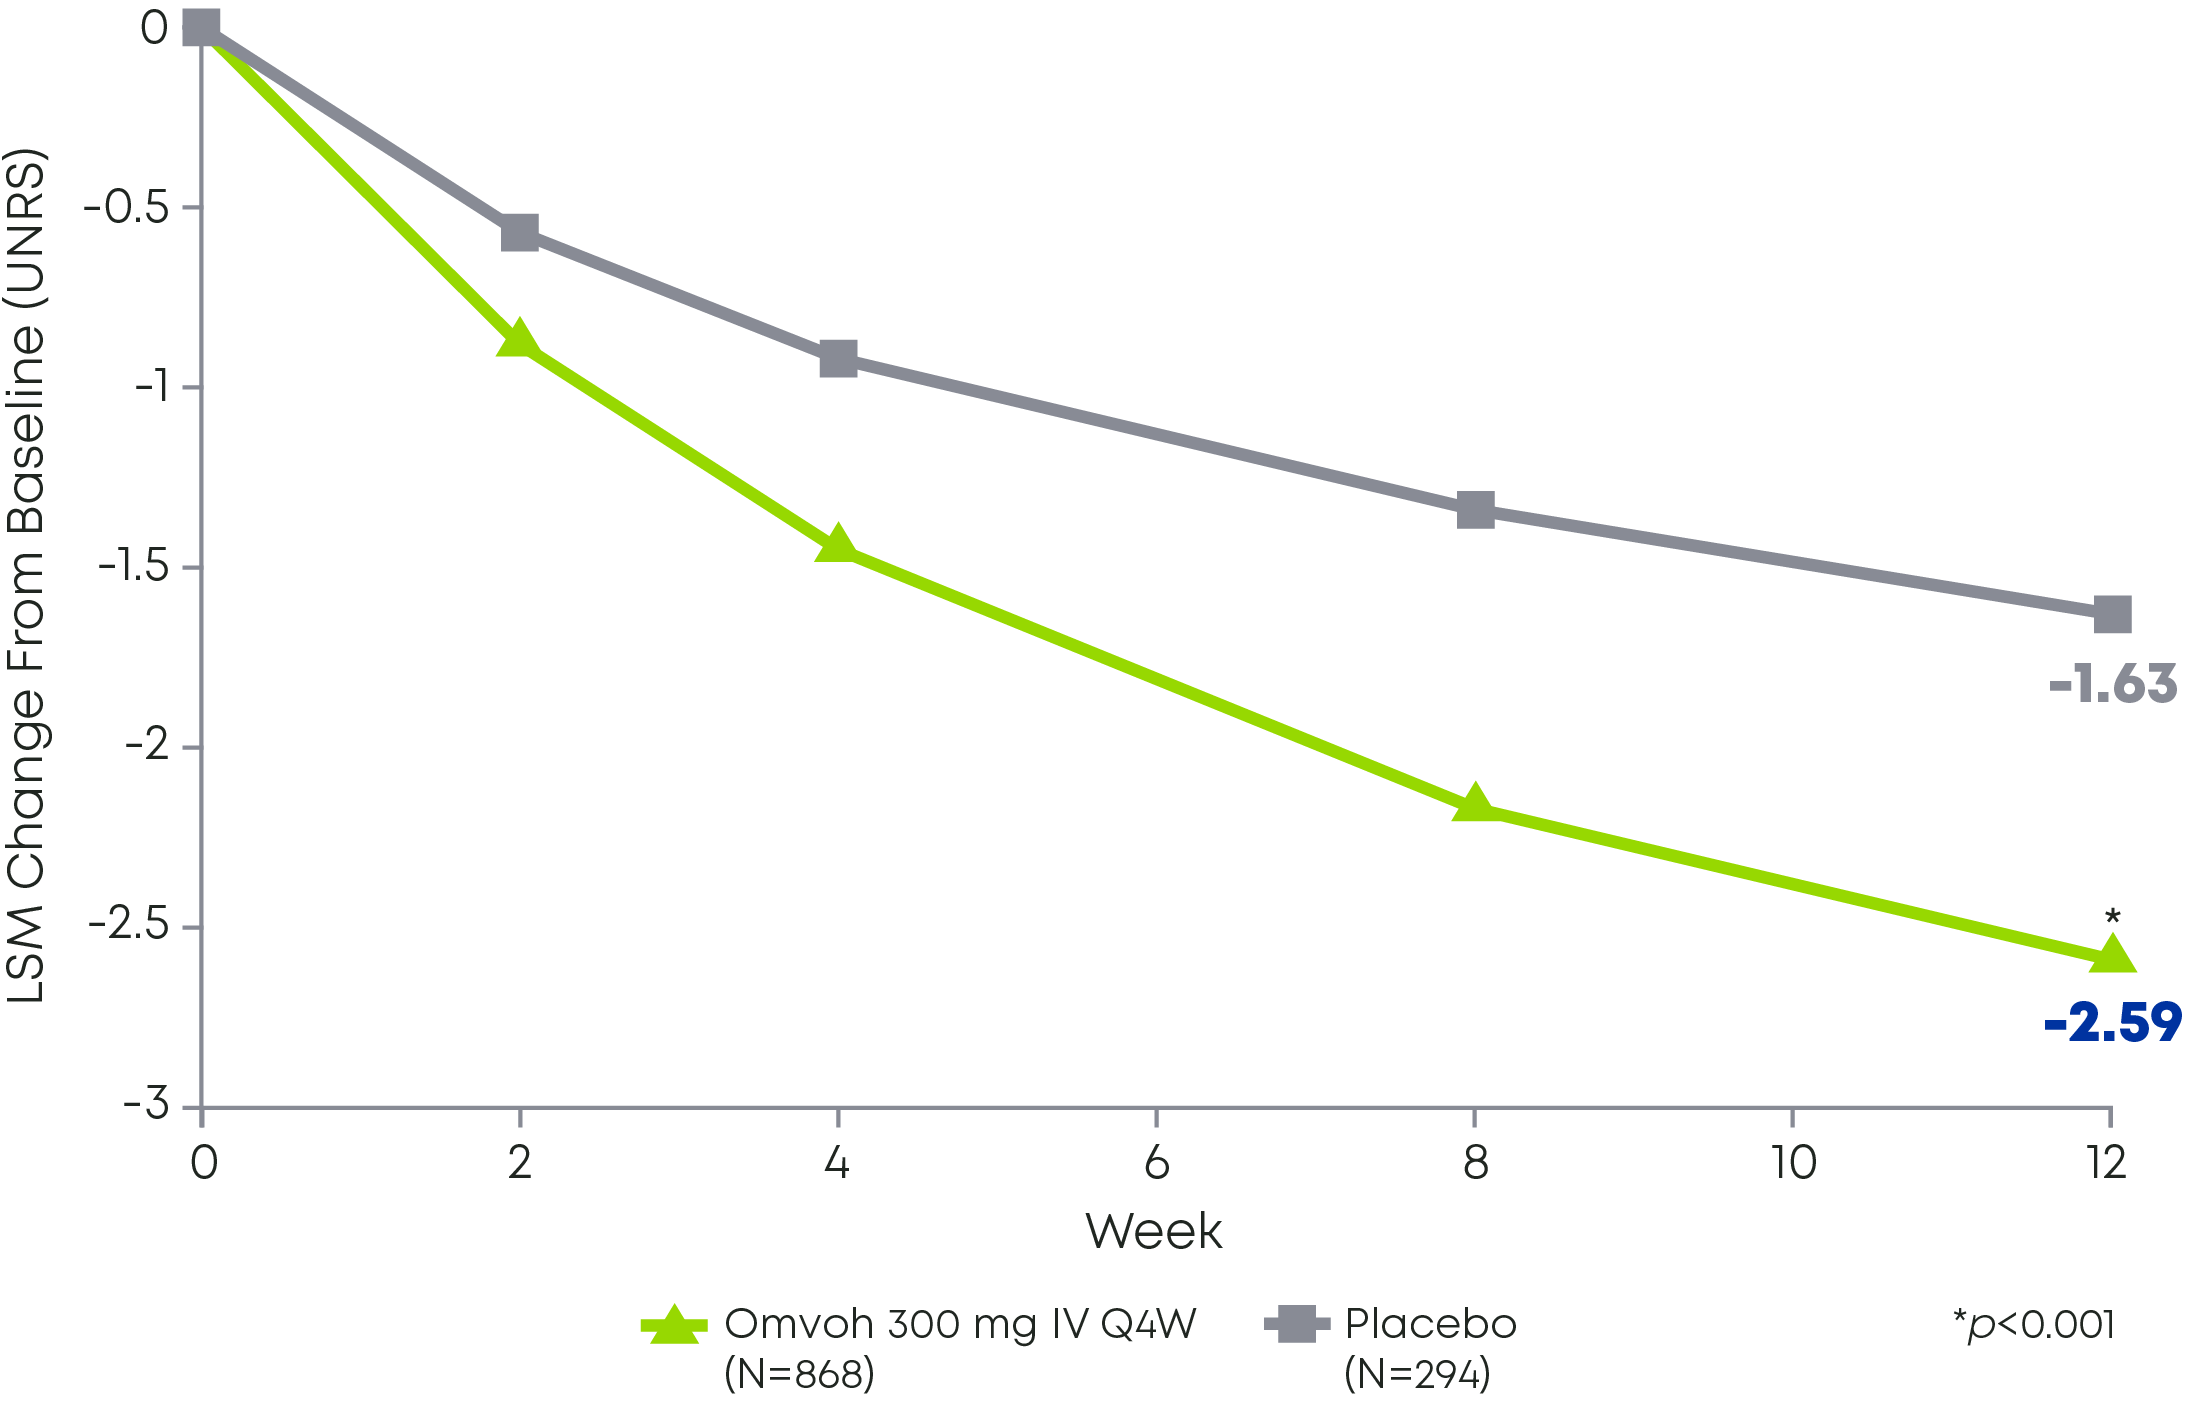 LSM Change From Baseline (UNRS)
0
-0.5
-1
-1.5
-2
-2.5
-3
-1.63
*
-2.59
0 2 4 6 8 10 12
Week
Omvoh 300 mg IV Q4W
(N=868)
Placebo
(N=294)
*p<0.001